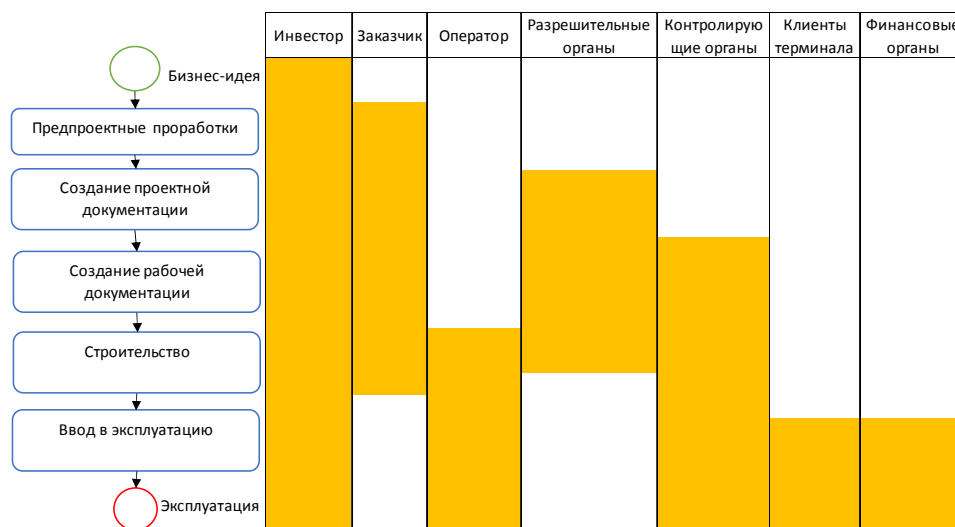 Инвестор
Заказчик
Оператор
Разрешительные
органы
Контролирую
щие органы
Клиенты
терминала
Финансовые
органы
Бизнес-идея
Предпроектные проработки
Создание проектной
документации
Создание рабочей
документации
Строительство
Ввод в эксплуатацию
Эксплуатация